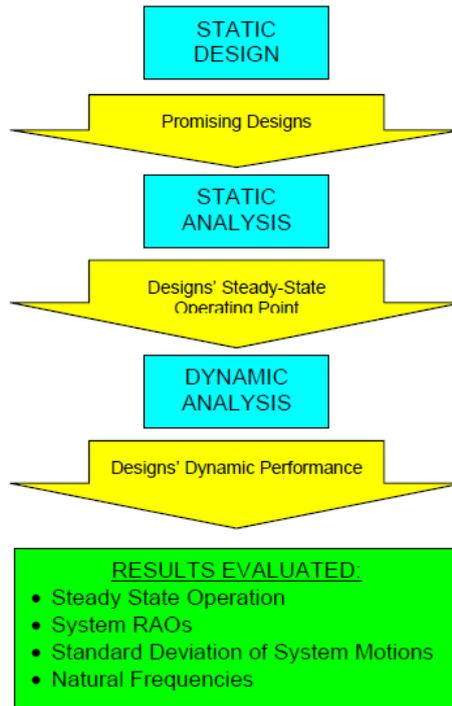 STATIC
DESIGN
Promising Designs
STATIC
ANALYSIS
Designs' Steady-State
Operating Point
DYNAMIC
ANALYSIS
Designs' Dynamic Performance
RESULTS EVALUATED:
• Steady State Operation
• System RAOs
• Standard Deviation of System Motions
• Natural Frequencies